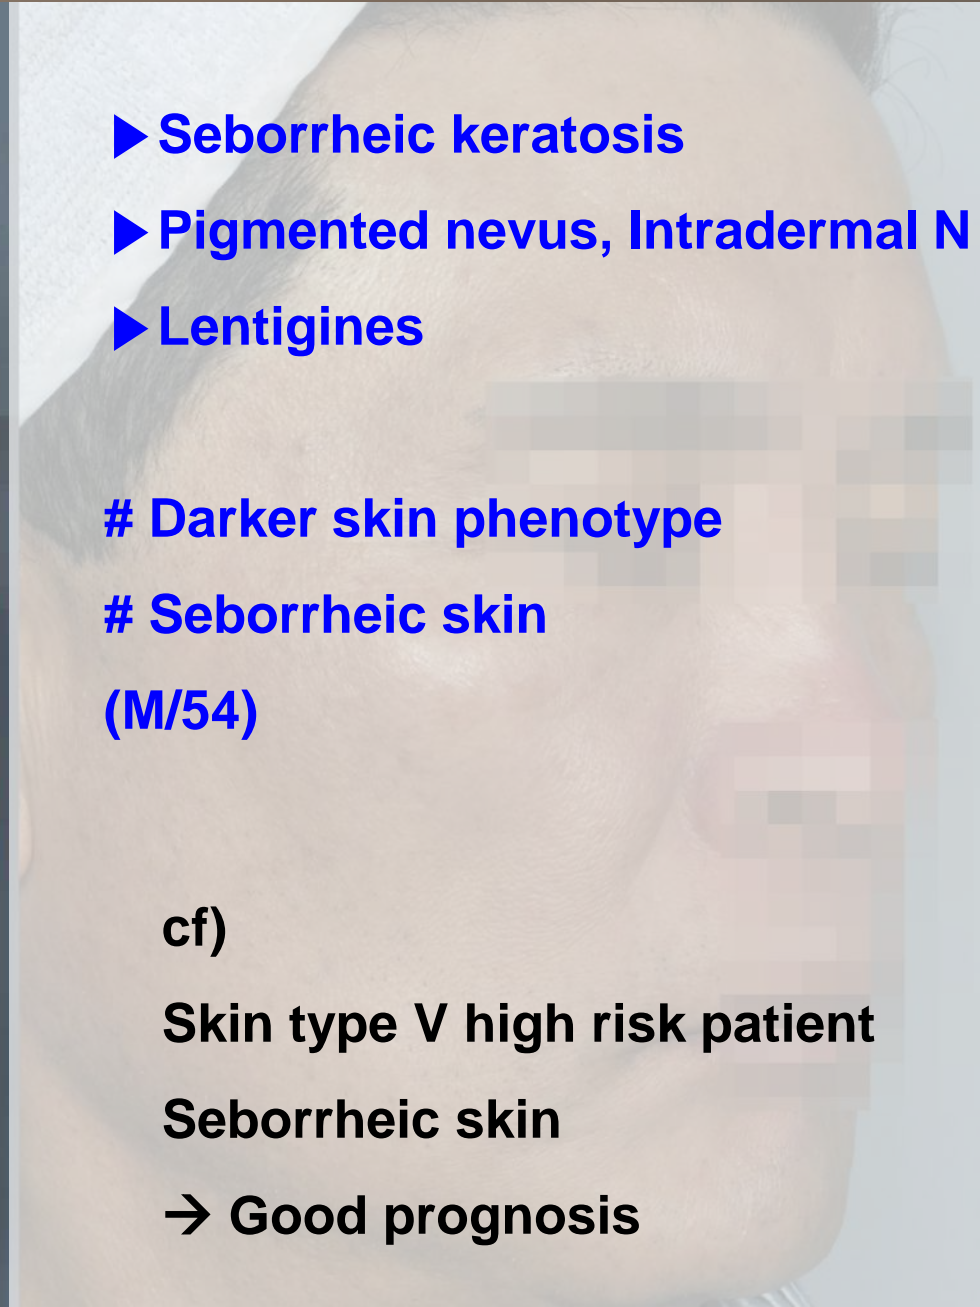 ▶Seborrheic keratosis
▶Pigmented nevus, Intradermal N
▶Lentigines
# Darker skin phenotype
# Seborrheic skin
(M/54)
cf)
Skin type V high risk patient
Seborrheic skin
→ Good prognosis